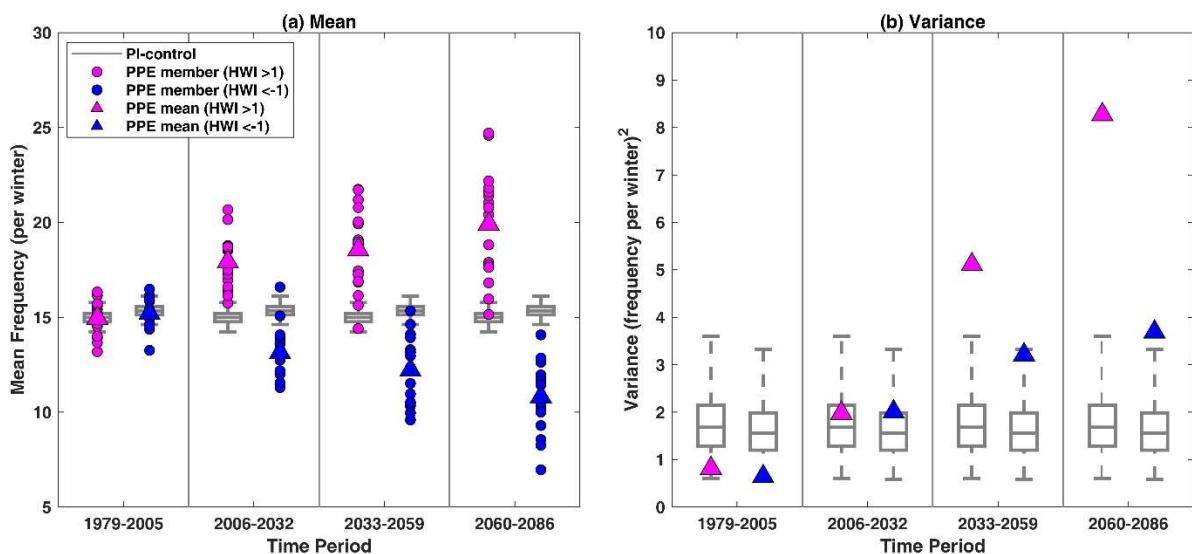 (a) Mean
30
25
20
15
10
5
Mean Frequency (per winter)
PI-control
PPE member (HWI >1)
PPE member (HWI <-1)
PPE mean (HWI >1)
PPE mean (HWI <-1)
1979-2005 2006-2032 2033-2059 2060-2086
Time Period
(b) Variance
10
9
8
7
6
5
4
3
2
1
0
Variance (frequency per winter)²
1979-2005 2006-2032 2033-2059 2060-2086
Time Period